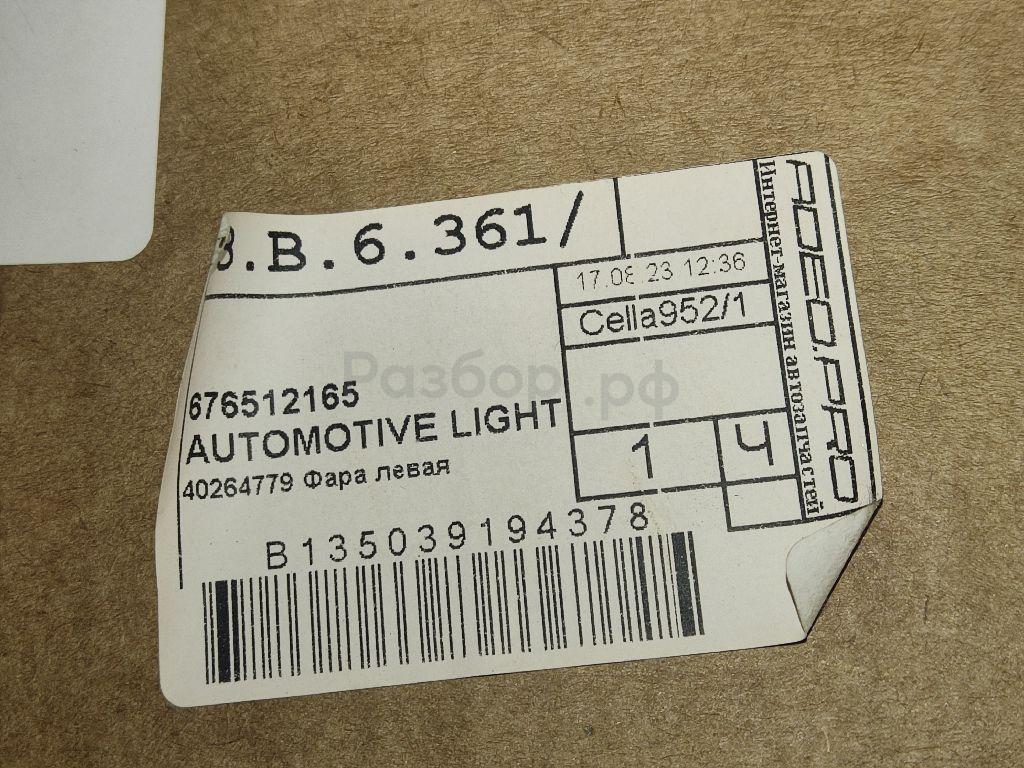 В.В.6.361/
17.08.23 12:36
Cella952/1
676512165
AUTOMOTIVE LIGHT
40264779 Фара левая
1
Ч
B135039194378
ADEO.PRO
Интернет-магазин автозапчастей
Разбор.рф